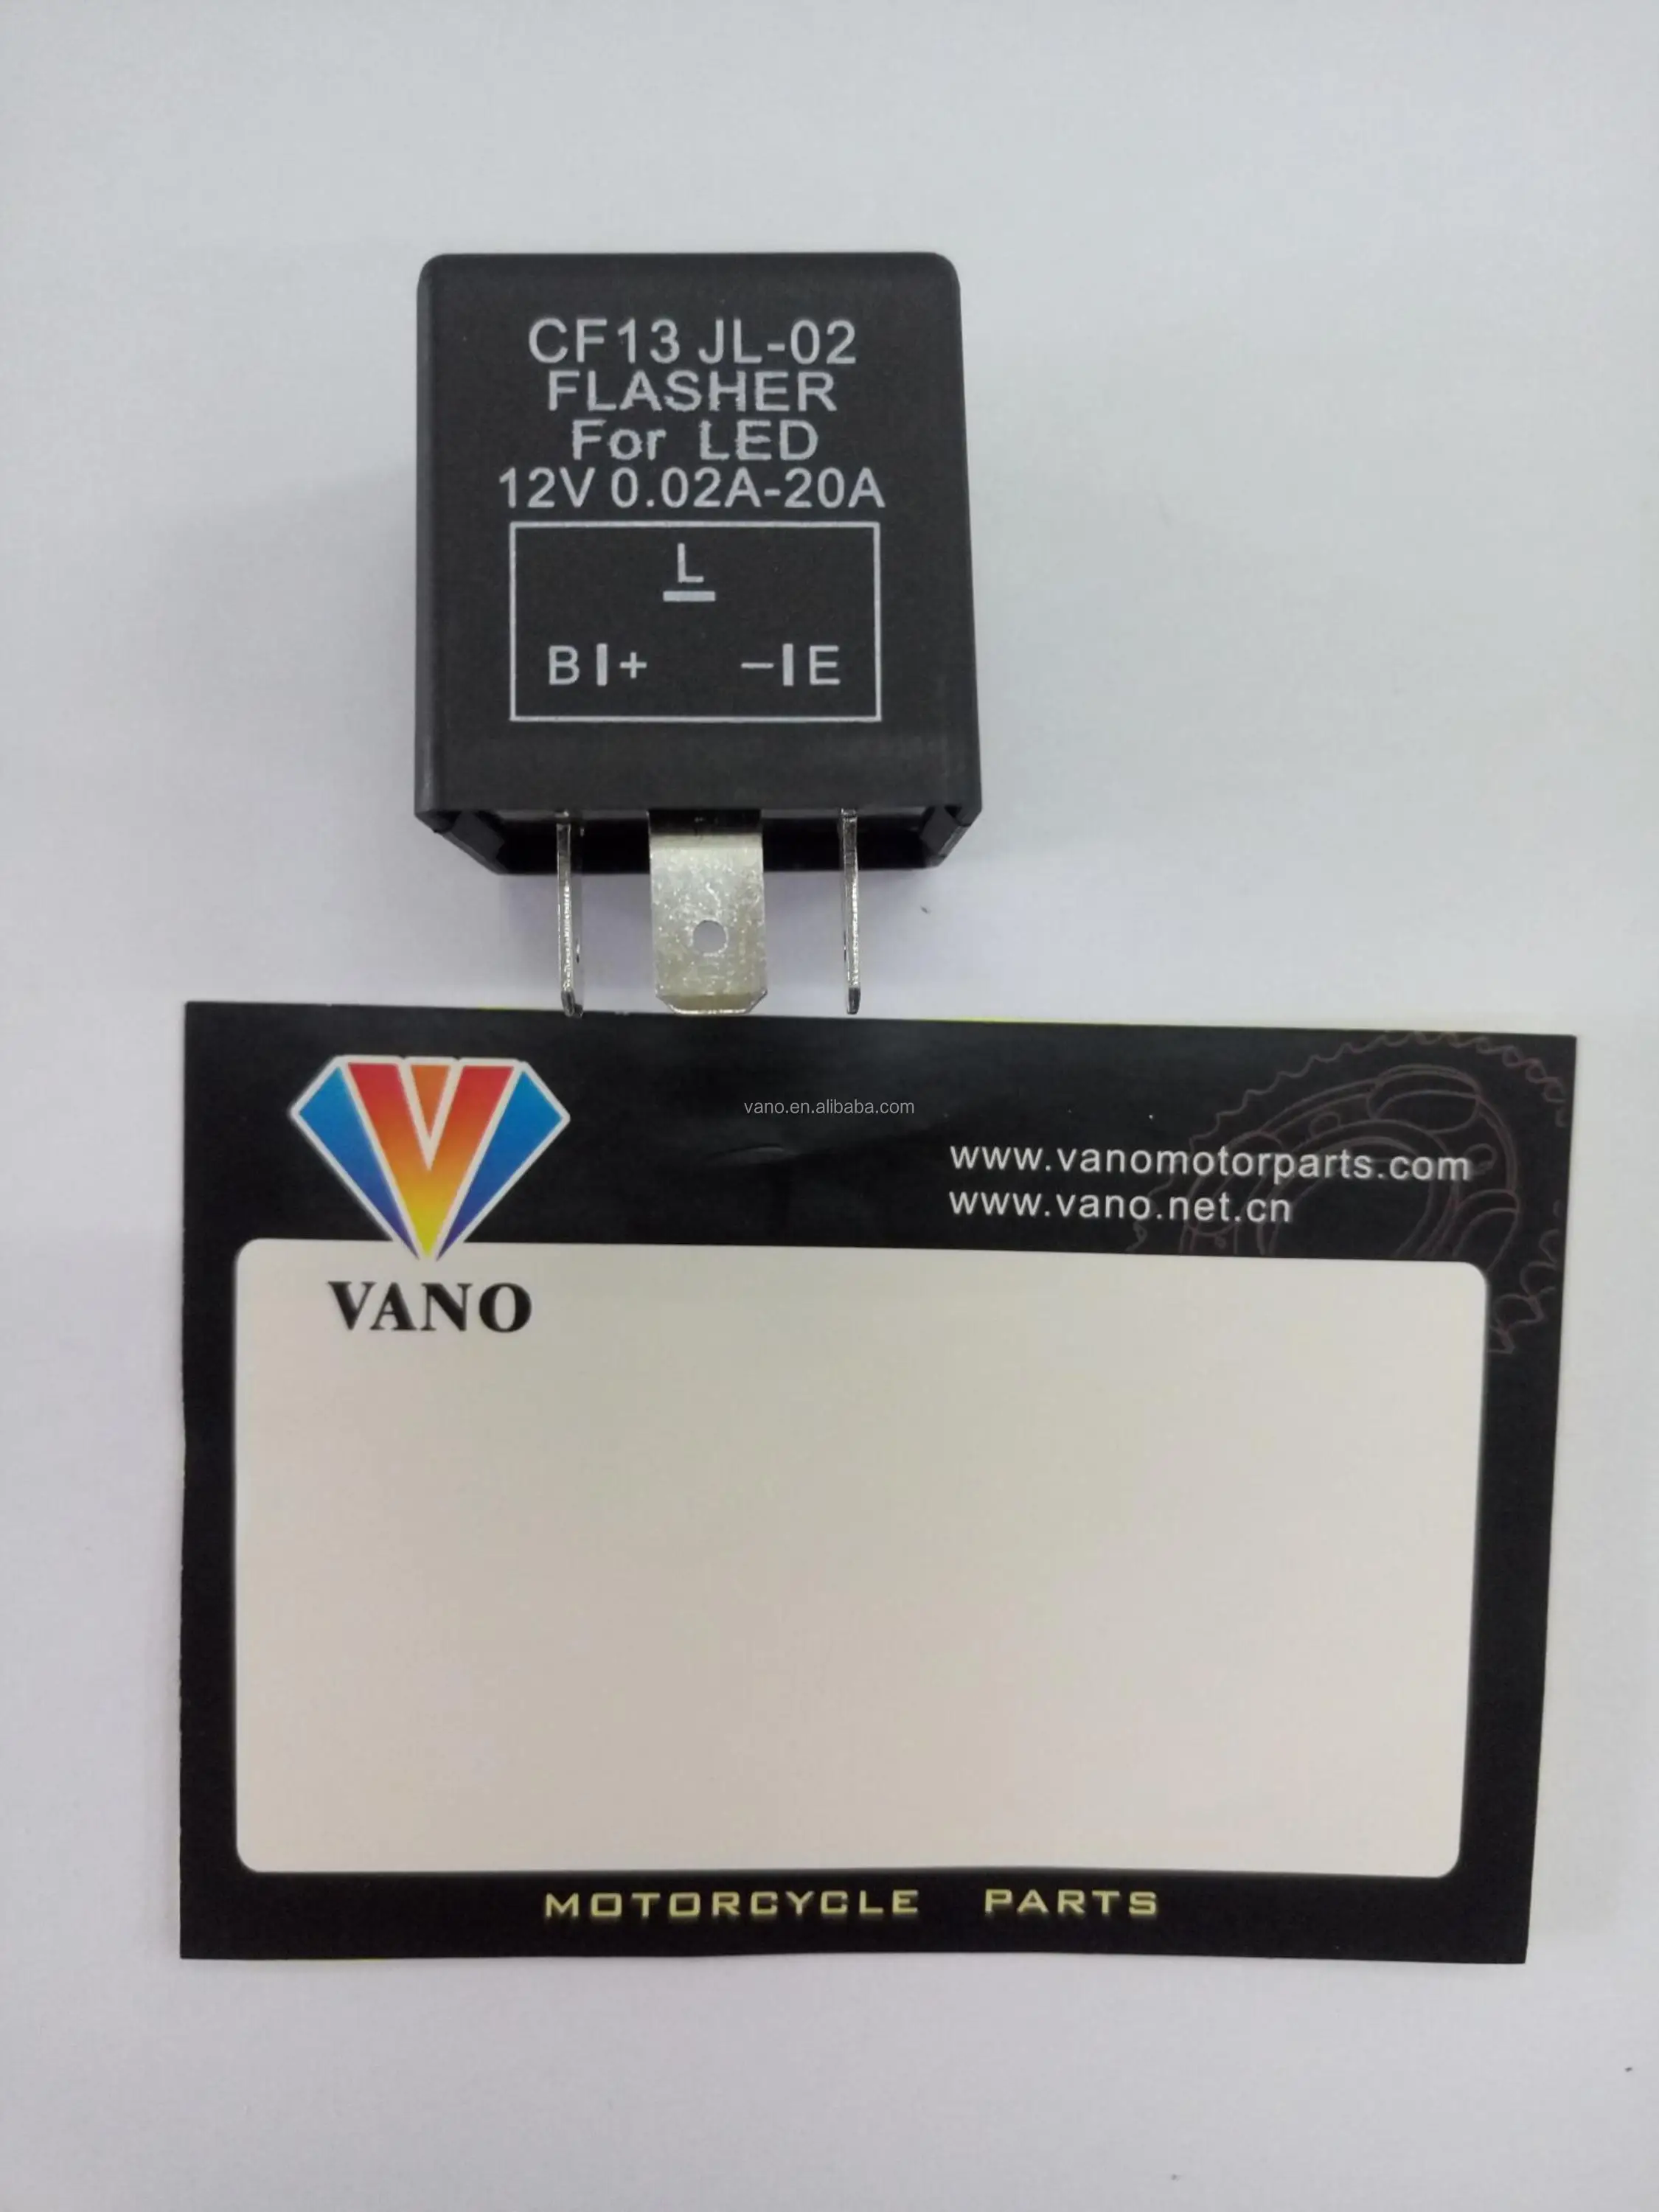 CF13 JL-02
FLASHER
For LED
12V 0.02A-20A
L
B + - E
vano.en.alibaba.com
www.vanomotorparts.com
www.vano.net.cn
VANO
MOTORCYCLE PARTS